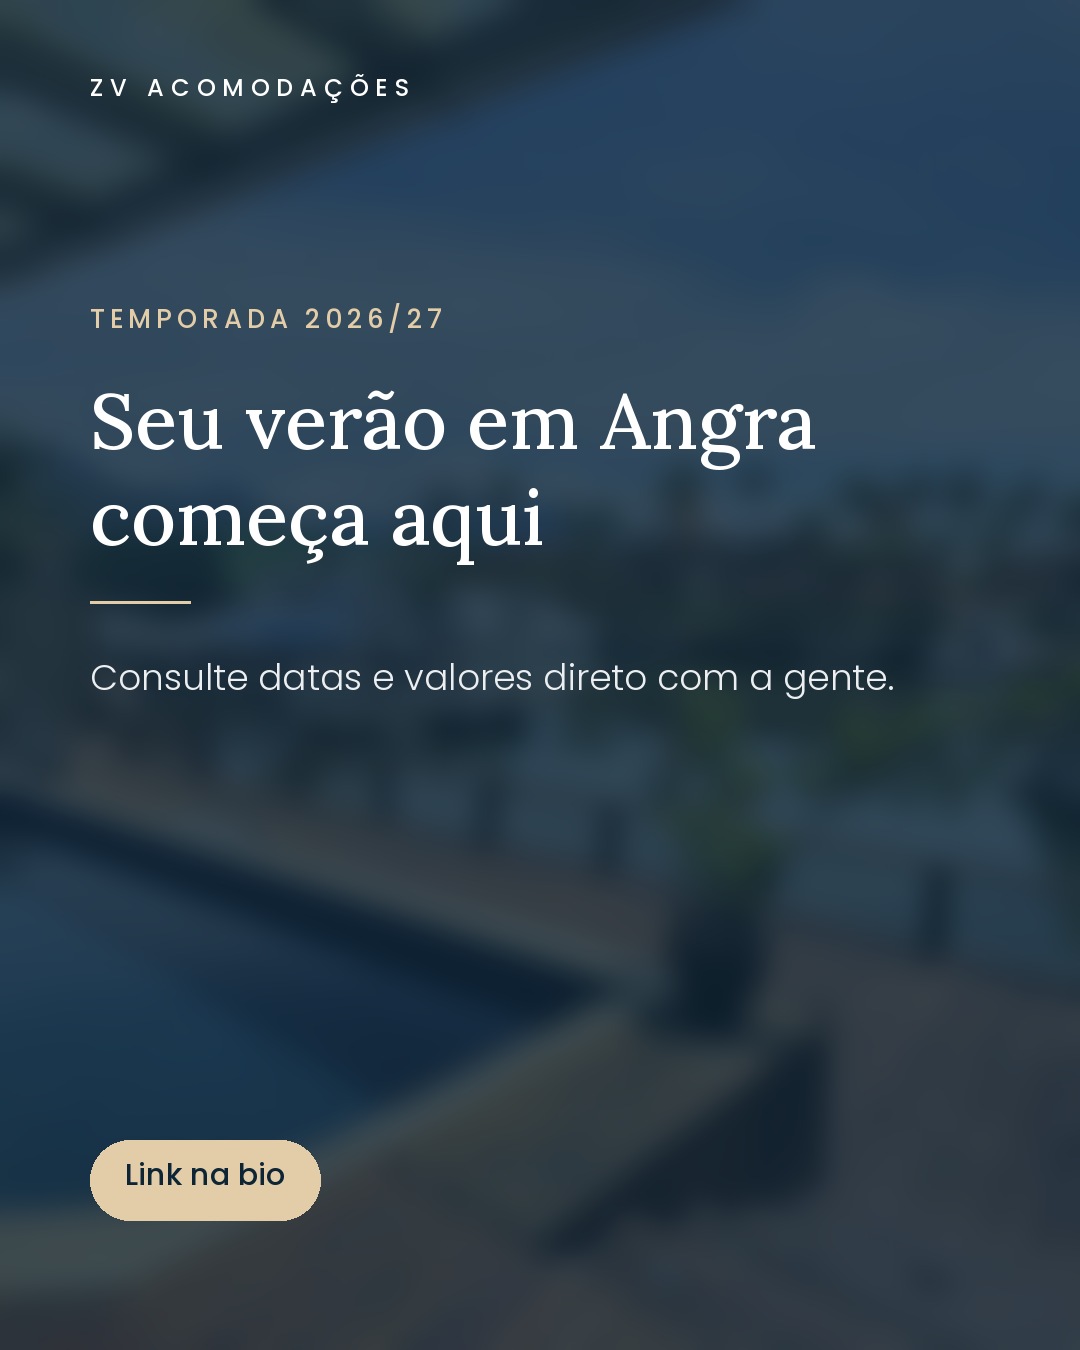 ZV ACOMODAÇÕES
TEMPORADA 2026/27
Seu verão em Angra
começa aqui
Consulte datas e valores direto com a gente.
Link na bio